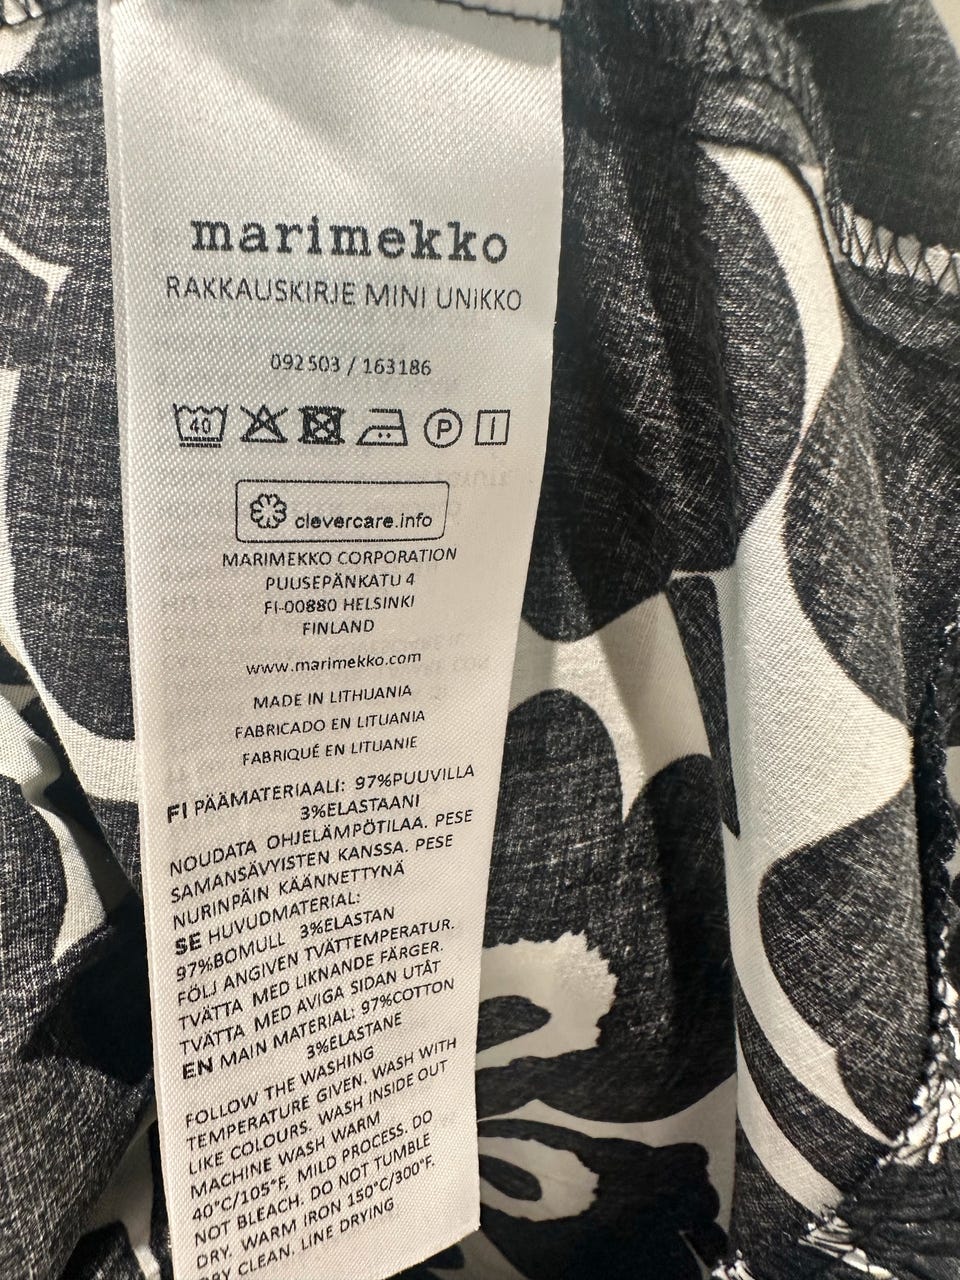 marimekko
RAKKAUSKIRJE MINI UNIKKO
092503 / 163186
40 P
clevercare.info
MARIMEKKO CORPORATION
PUUSEPÄNKATU 4
FI-00880 HELSINKI
FINLAND
www.marimekko.com
MADE IN LITHUANIA
FABRICADO EN LITUANIA
FABRIQUÉ EN LITUANIE
FI PÄÄMATERIAALI: 97%PUUVILLA
3%ELASTAANI
NOUDATA OHJELÄMPÖTILAA. PESE
SAMANSÄVYISTEN KANSSA. PESE
NURINPÄIN KÄÄNNETTYNÄ
SE HUVUDMATERIAL:
97%BOMULL 3%ELASTAN
FÖLJ ANGIVEN TVÄTTEMPERATUR.
TVÄTTA MED LIKNANDE FÄRGER.
TVÄTTA MED AVIGA SIDAN UTÅT
EN MAIN MATERIAL: 97%COTTON
3%ELASTANE
FOLLOW THE WASHING
TEMPERATURE GIVEN. WASH WITH
LIKE COLOURS. WASH INSIDE OUT
MACHINE WASH WARM
40°C/105°F, MILD PROCESS. DO
NOT BLEACH. DO NOT TUMBLE
DRY. WARM IRON 150°C/300°F.
DRY CLEAN. LINE DRYING